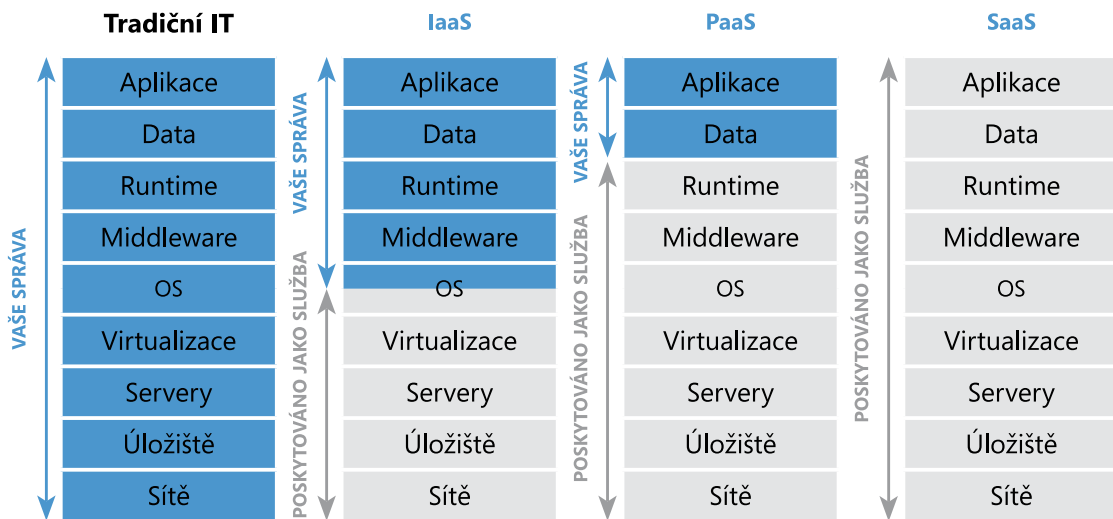 Tradiční IT
VAŠE SPRÁVA
Aplikace
Data
Runtime
Middleware
OS
Virtualizace
Servery
Úložiště
Sítě
IaaS
VAŠE SPRÁVA
POSKYTOVÁNO JAKO SLUŽBA
Aplikace
Data
Runtime
Middleware
OS
Virtualizace
Servery
Úložiště
Sítě
PaaS
VAŠE SPRÁVA
POSKYTOVÁNO JAKO SLUŽBA
Aplikace
Data
Runtime
Middleware
OS
Virtualizace
Servery
Úložiště
Sítě
SaaS
POSKYTOVÁNO JAKO SLUŽBA
Aplikace
Data
Runtime
Middleware
OS
Virtualizace
Servery
Úložiště
Sítě